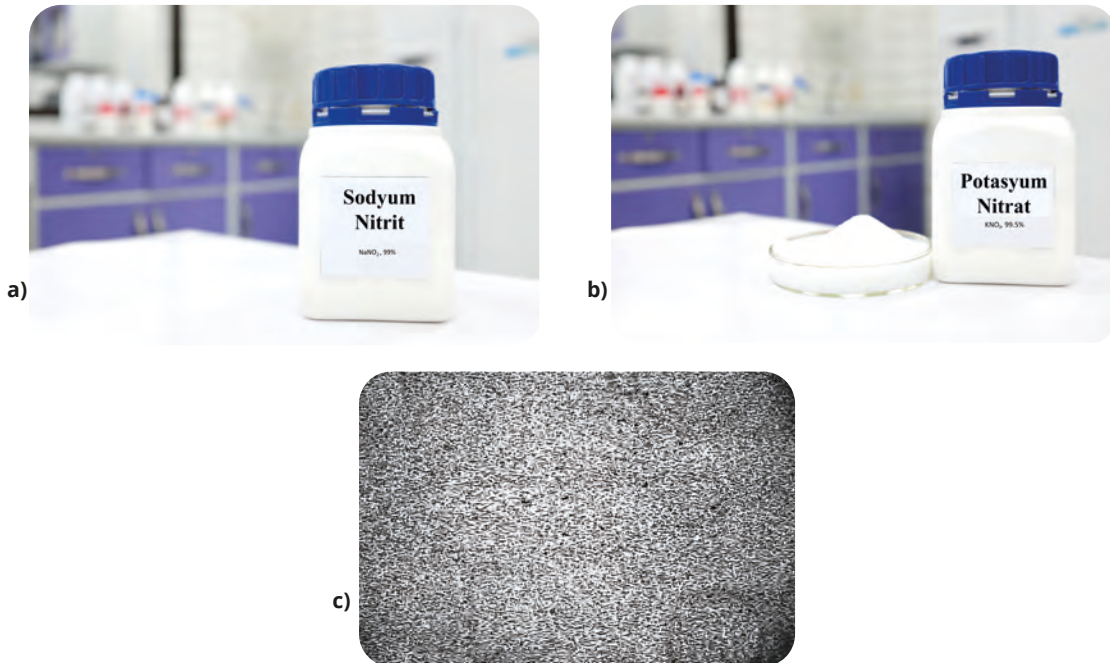 Sodyum
Nitrit
NaNO₂, 99%
a)
Potasyum
Nitrat
KNO₃, 99.5%
b)
c)